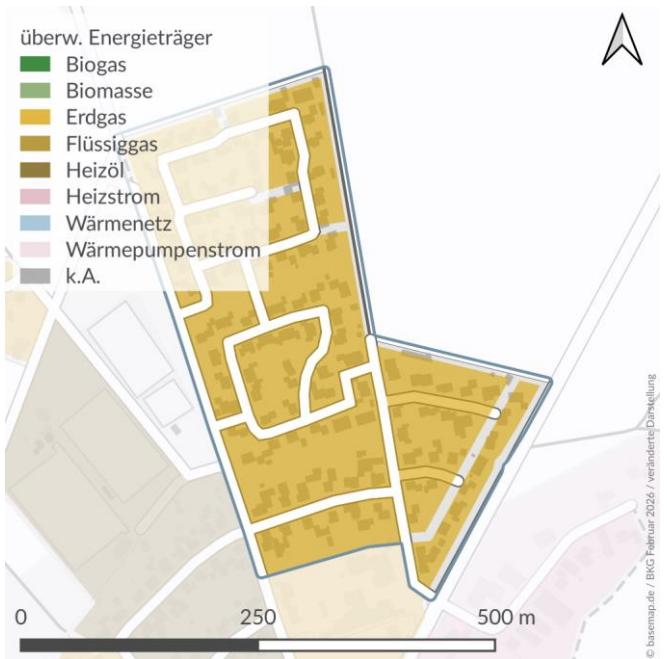 überw. Energieträger
Biogas
Biomasse
Erdgas
Flüssiggas
Heizöl
Heizstrom
Wärmenetz
Wärmepumpenstrom
k.A.
© basemap.de / BKG Februar 2026 / veränderte Darstellung
0 250 500 m